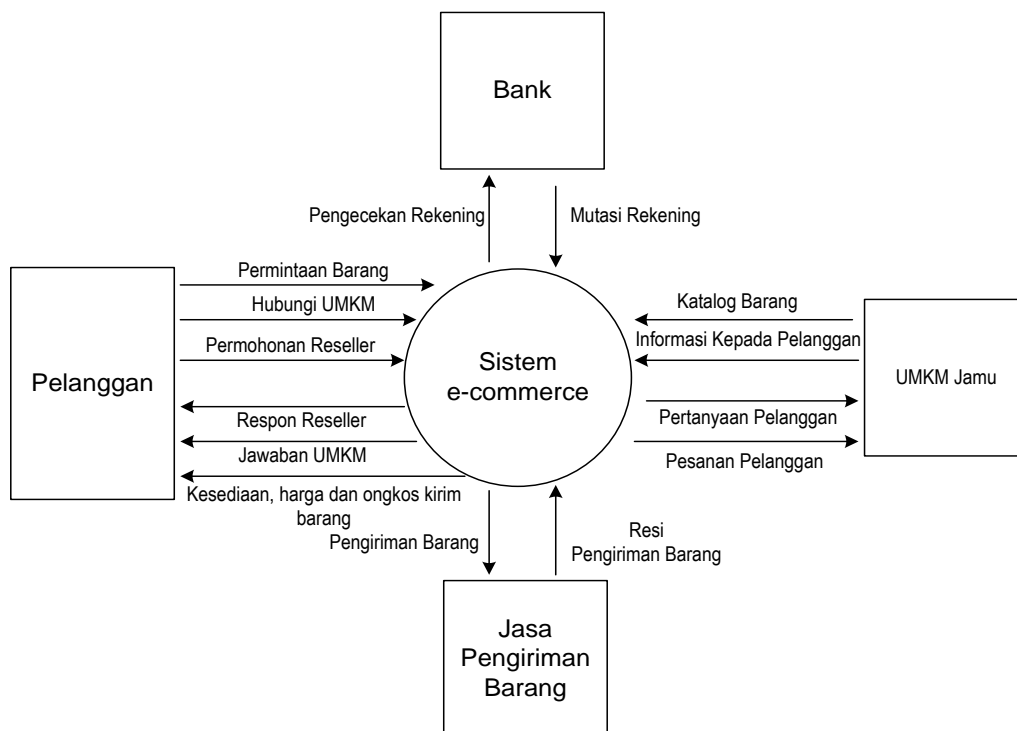 Bank
Pengecekan Rekening
Mutasi Rekening
Pelanggan
Permintaan Barang
Hubungi UMKM
Permohonan Reseller
Respon Reseller
Jawaban UMKM
Kesediaan, harga dan ongkos kirim
barang
Sistem
e-commerce
Katalog Barang
Informasi Kepada Pelanggan
Pertanyaan Pelanggan
Pesanan Pelanggan
UMKM Jamu
Pengiriman Barang
Resi
Pengiriman Barang
Jasa
Pengiriman
Barang